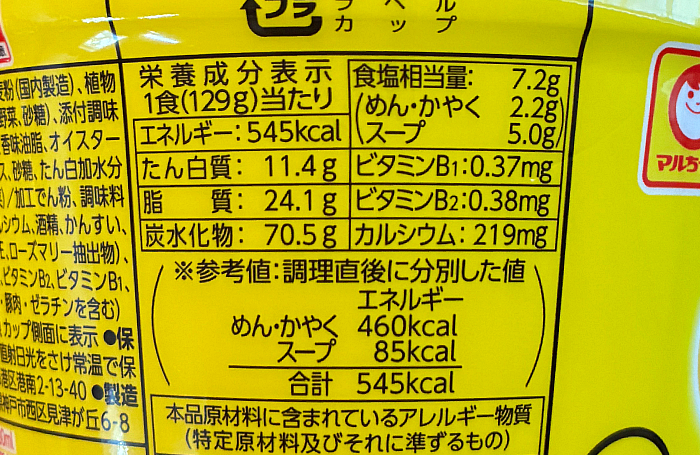 プラ
ラベル
カップ
麦粉(国内製造)、植物
野菜、砂糖)、添付調味
香味油脂、オイスター
ス、砂糖、たん白加水分
)/加工でん粉、調味料
シウム、酒精、かんすい、
E、ローズマリー抽出物)、
、ビタミンB2、ビタミンB1、
・豚肉・ゼラチンを含む)
カップ側面に表示 ●保
直射日光をさけ常温で保
港区港南2-13-40 ●製造
神戸市西区見津が丘6-8
栄養成分表示
1食(129g)当たり
エネルギー:545kcal
たん白質:11.4g
脂質:24.1g
炭水化物:70.5g
食塩相当量:7.2g
(めん・かやく 2.2g)
(スープ 5.0g)
ビタミンB1:0.37mg
ビタミンB2:0.38mg
カルシウム:219mg
※参考値:調理直後に分別した値
エネルギー
めん・かやく 460kcal
スープ 85kcal
合計 545kcal
本品原材料に含まれているアレルギー物質
(特定原材料及びそれに準ずるもの)
マルち